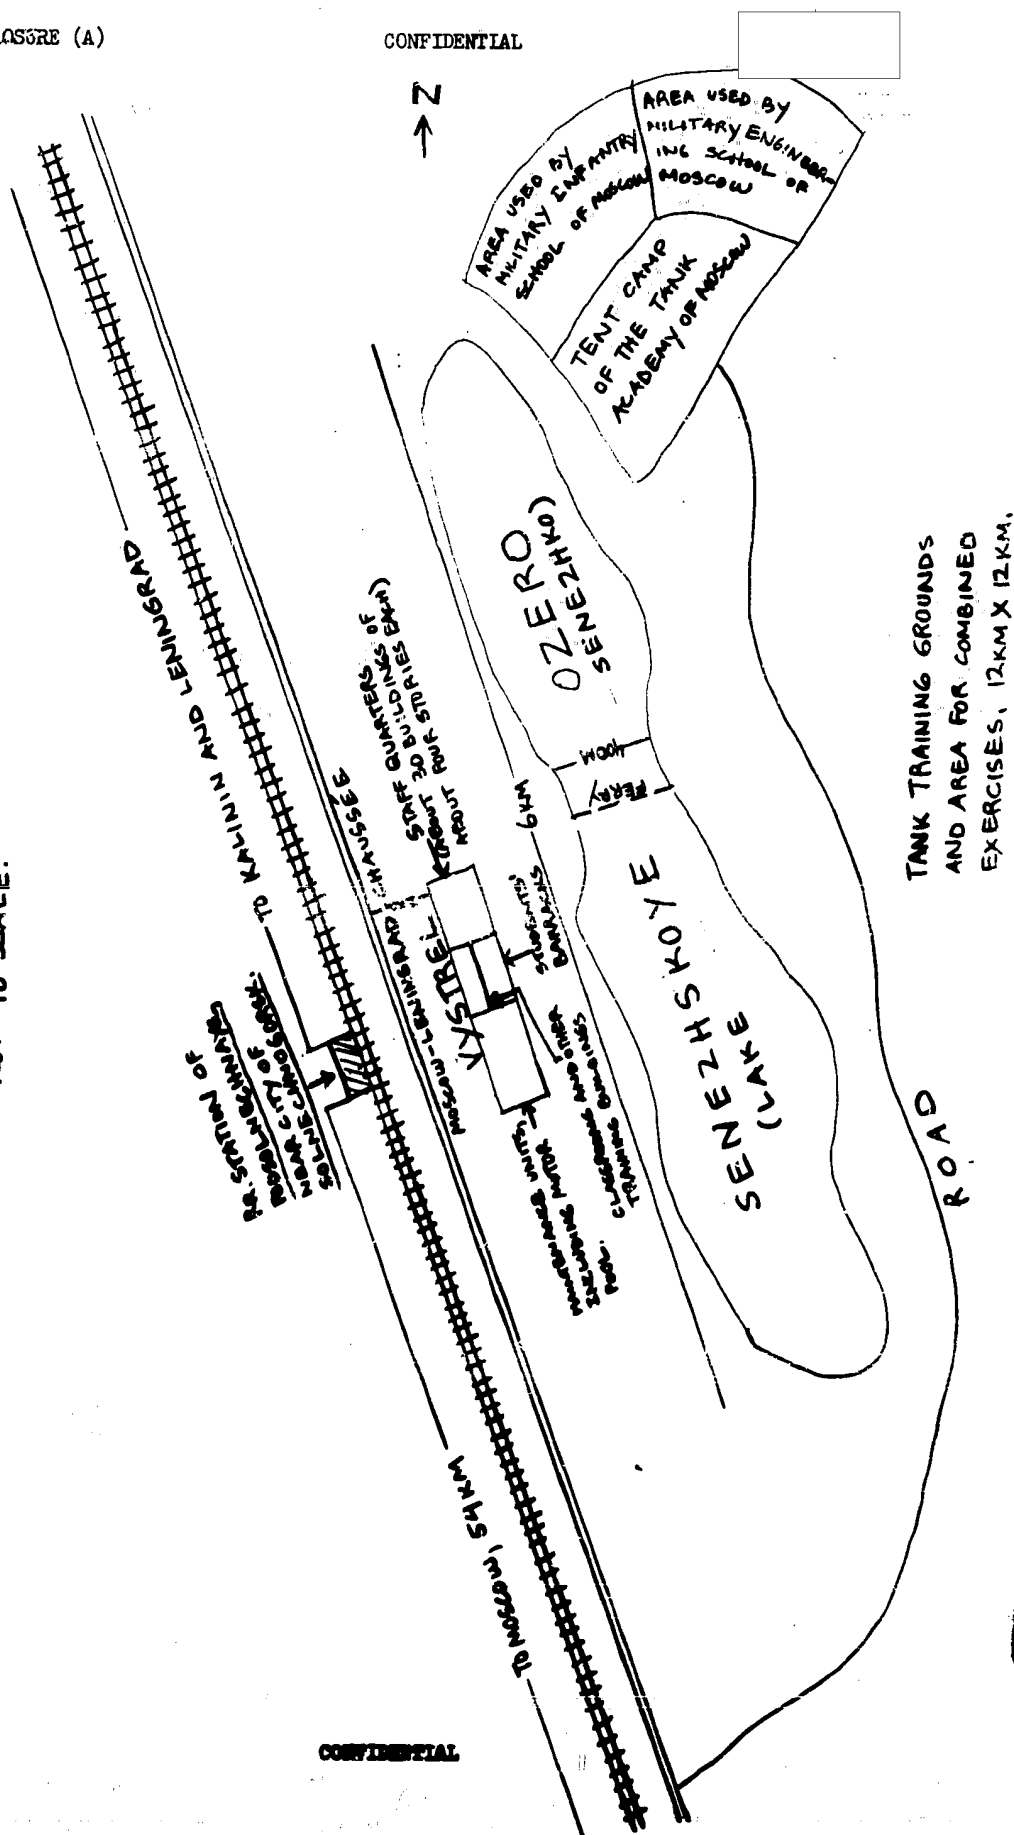 CONFIDENTIAL
N
AREA USED BY
MILITARY INFANTRY
SCHOOL OF MOSCOW
AREA USED BY
MILITARY ENGINEER-
ING SCHOOL OF
MOSCOW
TENT CAMP
OF THE TANK
ACADEMY OF MOSCOW
TO KALININ AND LENINGRAD
OZERO
SENEZHKO)
STAFF QUARTERS OF
(ABOUT 30 BUILDINGS OF
ABOUT FOUR STORIES EACH)
MOSCOW-LENINGRAD CHAUSSÉE
6KM
400M
FERRY
TANK TRAINING GROUNDS
AND AREA FOR COMBINED
EXERCISES, 12KM X 12KM.
TO SCALE.
R.R. STATION OF
NEAR CITY OF
VYSTREL
STUDENTS'
BARRACKS
SENEZHSKOYE
(LAKE
MAINTENANCE UNITS,
INCLUDING MOTOR
POOL.
CLASSROOMS AND OTHER
TRAINING BUILDINGS
ROAD
TO MOSCOW, 54KM
CONFIDENTIAL